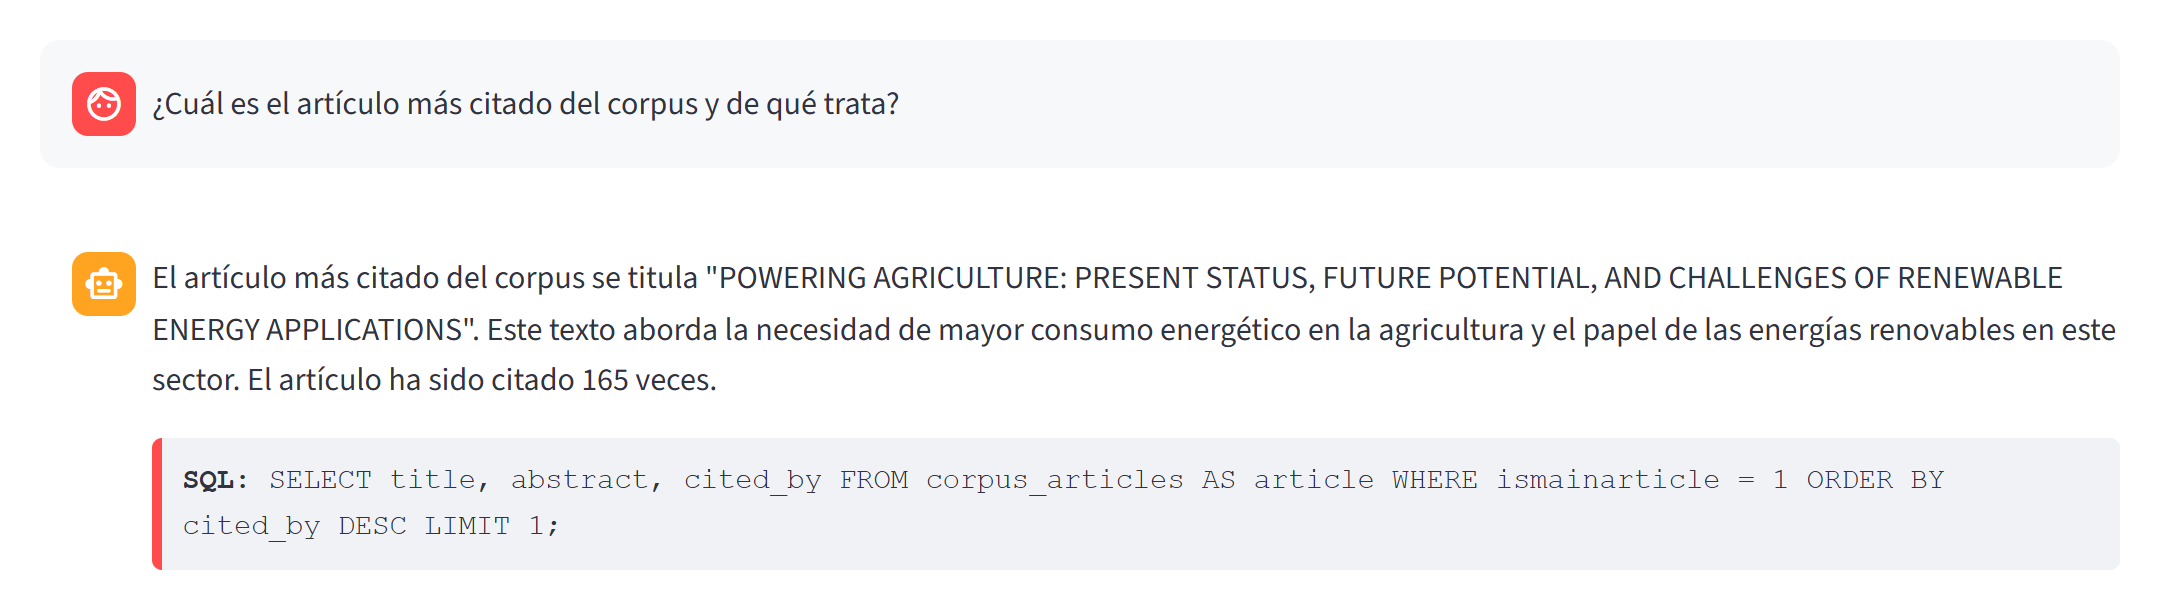 ¿Cuál es el artículo más citado del corpus y de qué trata?
El artículo más citado del corpus se titula "POWERING AGRICULTURE: PRESENT STATUS, FUTURE POTENTIAL, AND CHALLENGES OF RENEWABLE
ENERGY APPLICATIONS". Este texto aborda la necesidad de mayor consumo energético en la agricultura y el papel de las energías renovables en este
sector. El artículo ha sido citado 165 veces.
SQL: SELECT title, abstract, cited_by FROM corpus_articles AS article WHERE ismainarticle = 1 ORDER BY
cited_by DESC LIMIT 1;